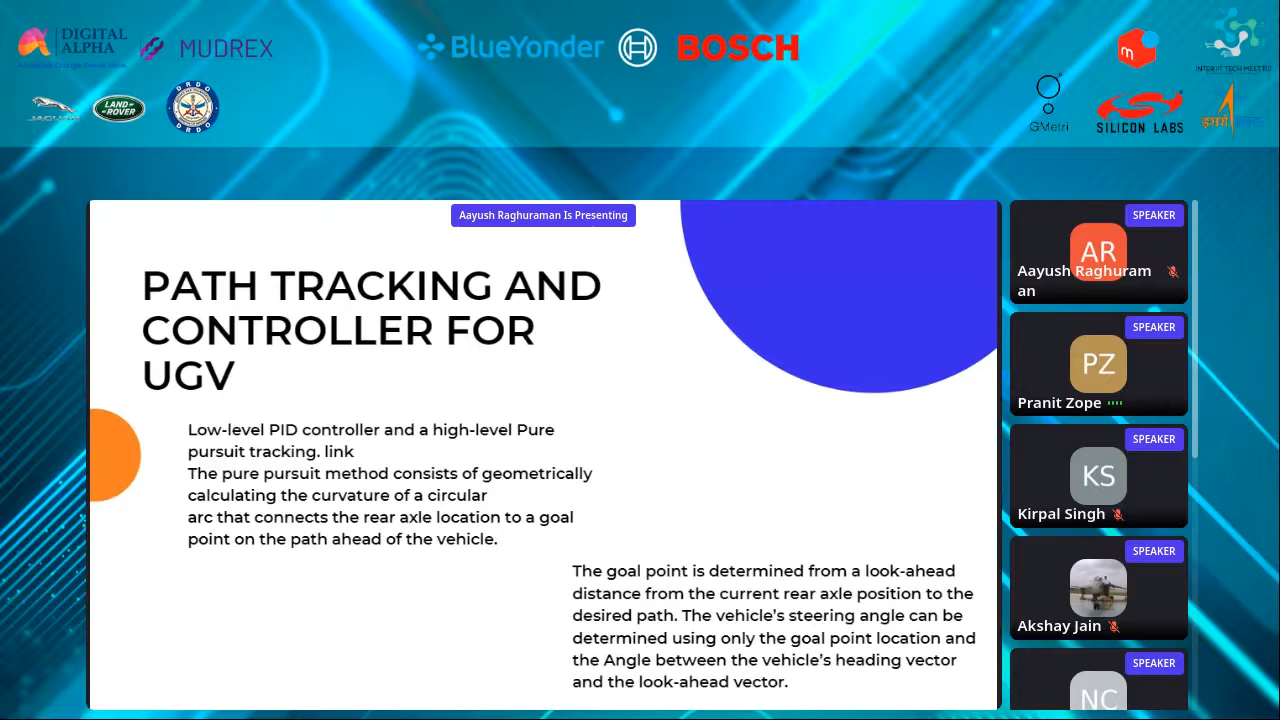 DIGITAL
ALPHA
MUDREX
BlueYonder
BOSCH
m
INTER IIT TECH MEET 10.0
JAGUAR
LAND-
ROVER
DRDO
DRDO
GMetri
SILICON LABS
इसरो
Aayush Raghuraman Is Presenting
PATH TRACKING AND
CONTROLLER FOR
UGV
Low-level PID controller and a high-level Pure
pursuit tracking. link
The pure pursuit method consists of geometrically
calculating the curvature of a circular
arc that connects the rear axle location to a goal
point on the path ahead of the vehicle.
The goal point is determined from a look-ahead
distance from the current rear axle position to the
desired path. The vehicle’s steering angle can be
determined using only the goal point location and
the Angle between the vehicle’s heading vector
and the look-ahead vector.
SPEAKER
AR
Aayush Raghuram
an
SPEAKER
PZ
Pranit Zope
SPEAKER
KS
Kirpal Singh
SPEAKER
Akshay Jain
SPEAKER
NC